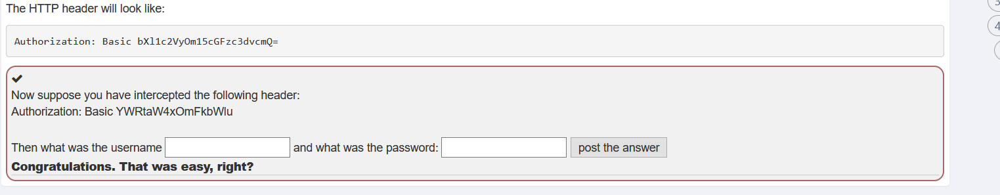 The HTTP header will look like:
Authorization: Basic bXl1c2VyOm15cGFzc3dvcmQ=
Now suppose you have intercepted the following header:
Authorization: Basic YWRtaW4xOmFkbWlu
Then what was the username and what was the password: post the answer
Congratulations. That was easy, right?
3
4